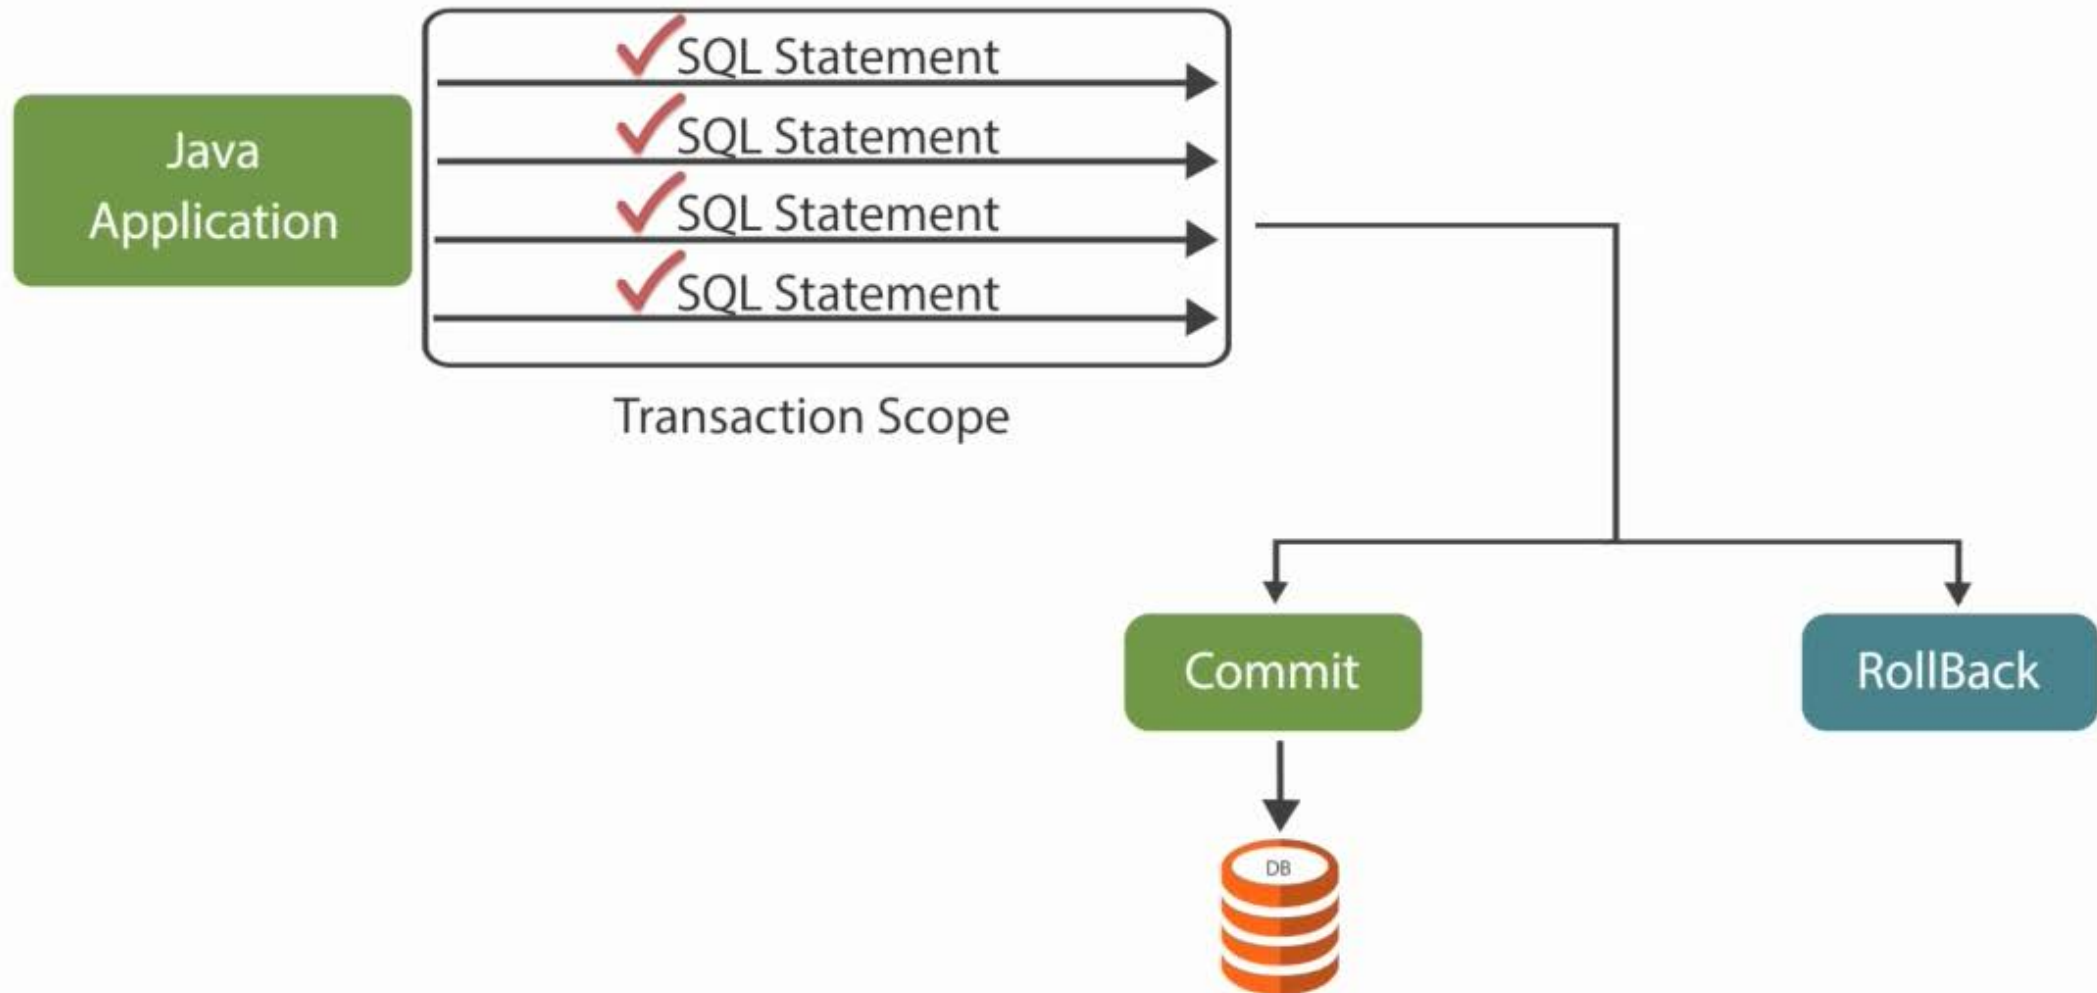 Java
Application
SQL Statement
SQL Statement
SQL Statement
SQL Statement
Transaction Scope
Commit
RollBack
DB